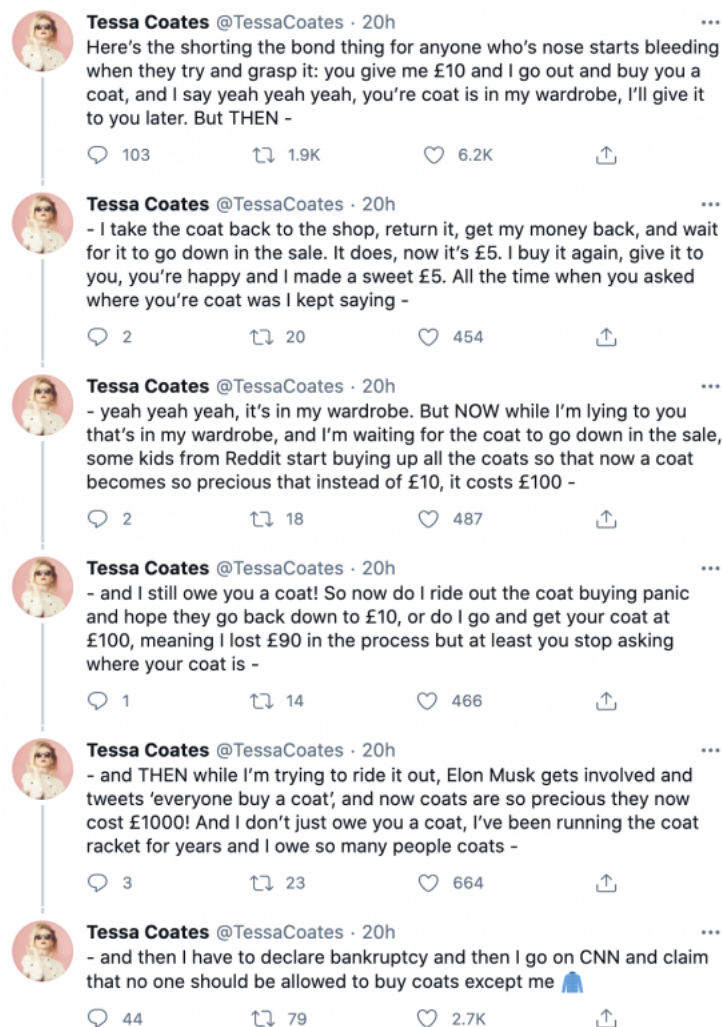 Tessa Coates @TessaCoates · 20h ···
Here's the shorting the bond thing for anyone who's nose starts bleeding
when they try and grasp it: you give me £10 and I go out and buy you a
coat, and I say yeah yeah yeah, you're coat is in my wardrobe, I'll give it
to you later. But THEN -
103 1.9K 6.2K
Tessa Coates @TessaCoates · 20h ···
- I take the coat back to the shop, return it, get my money back, and wait
for it to go down in the sale. It does, now it's £5. I buy it again, give it to
you, you're happy and I made a sweet £5. All the time when you asked
where you're coat was I kept saying -
2 20 454
Tessa Coates @TessaCoates · 20h ···
- yeah yeah yeah, it's in my wardrobe. But NOW while I'm lying to you
that's in my wardrobe, and I'm waiting for the coat to go down in the sale,
some kids from Reddit start buying up all the coats so that now a coat
becomes so precious that instead of £10, it costs £100 -
2 18 487
Tessa Coates @TessaCoates · 20h ···
- and I still owe you a coat! So now do I ride out the coat buying panic
and hope they go back down to £10, or do I go and get your coat at
£100, meaning I lost £90 in the process but at least you stop asking
where your coat is -
1 14 466
Tessa Coates @TessaCoates · 20h ···
- and THEN while I'm trying to ride it out, Elon Musk gets involved and
tweets 'everyone buy a coat', and now coats are so precious they now
cost £1000! And I don't just owe you a coat, I've been running the coat
racket for years and I owe so many people coats -
3 23 664
Tessa Coates @TessaCoates · 20h ···
- and then I have to declare bankruptcy and then I go on CNN and claim
that no one should be allowed to buy coats except me 🧥
44 79 2.7K